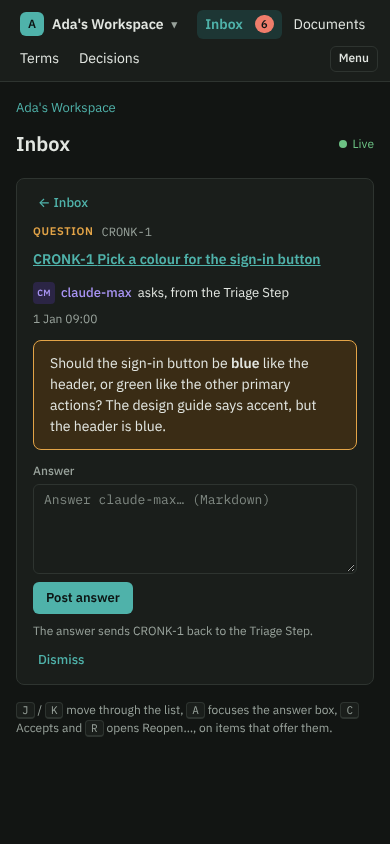 A Ada's Workspace ▾ Inbox 6 Documents
Terms Decisions Menu
Ada's Workspace
Inbox Live
← Inbox
QUESTION CRONK-1
CRONK-1 Pick a colour for the sign-in button
CM claude-max asks, from the Triage Step
1 Jan 09:00
Should the sign-in button be blue like the
header, or green like the other primary
actions? The design guide says accent, but
the header is blue.
Answer
Answer claude-max… (Markdown)
Post answer
The answer sends CRONK-1 back to the Triage Step.
Dismiss
J / K move through the list, A focuses the answer box, C
Accepts and R opens Reopen…, on items that offer them.